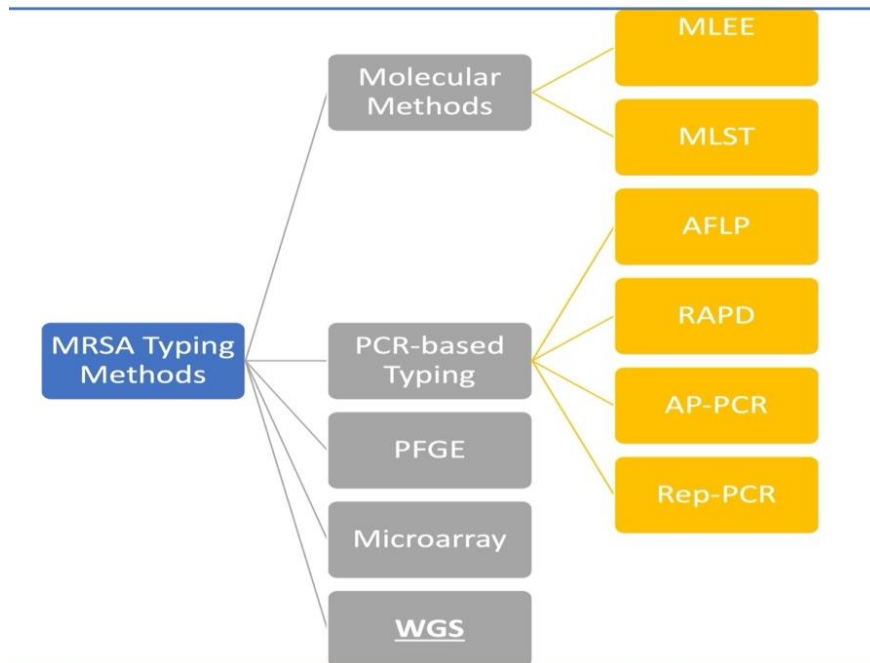 MRSA Typing
Methods
Molecular
Methods
MLEE
MLST
PCR-based
Typing
AFLP
RAPD
AP-PCR
Rep-PCR
PFGE
Microarray
WGS